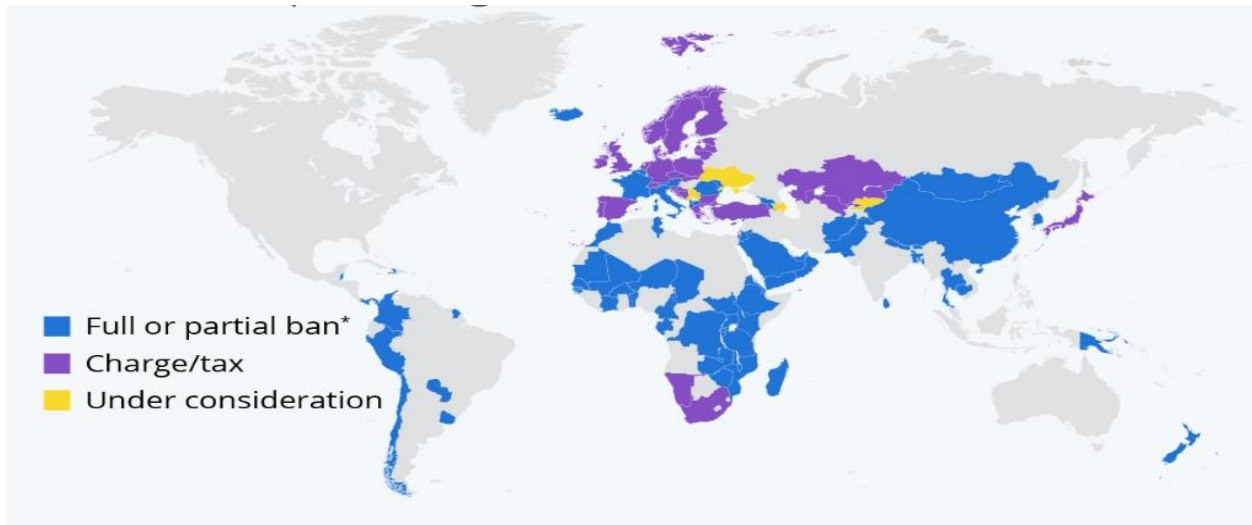 Full or partial ban*
Charge/tax
Under consideration